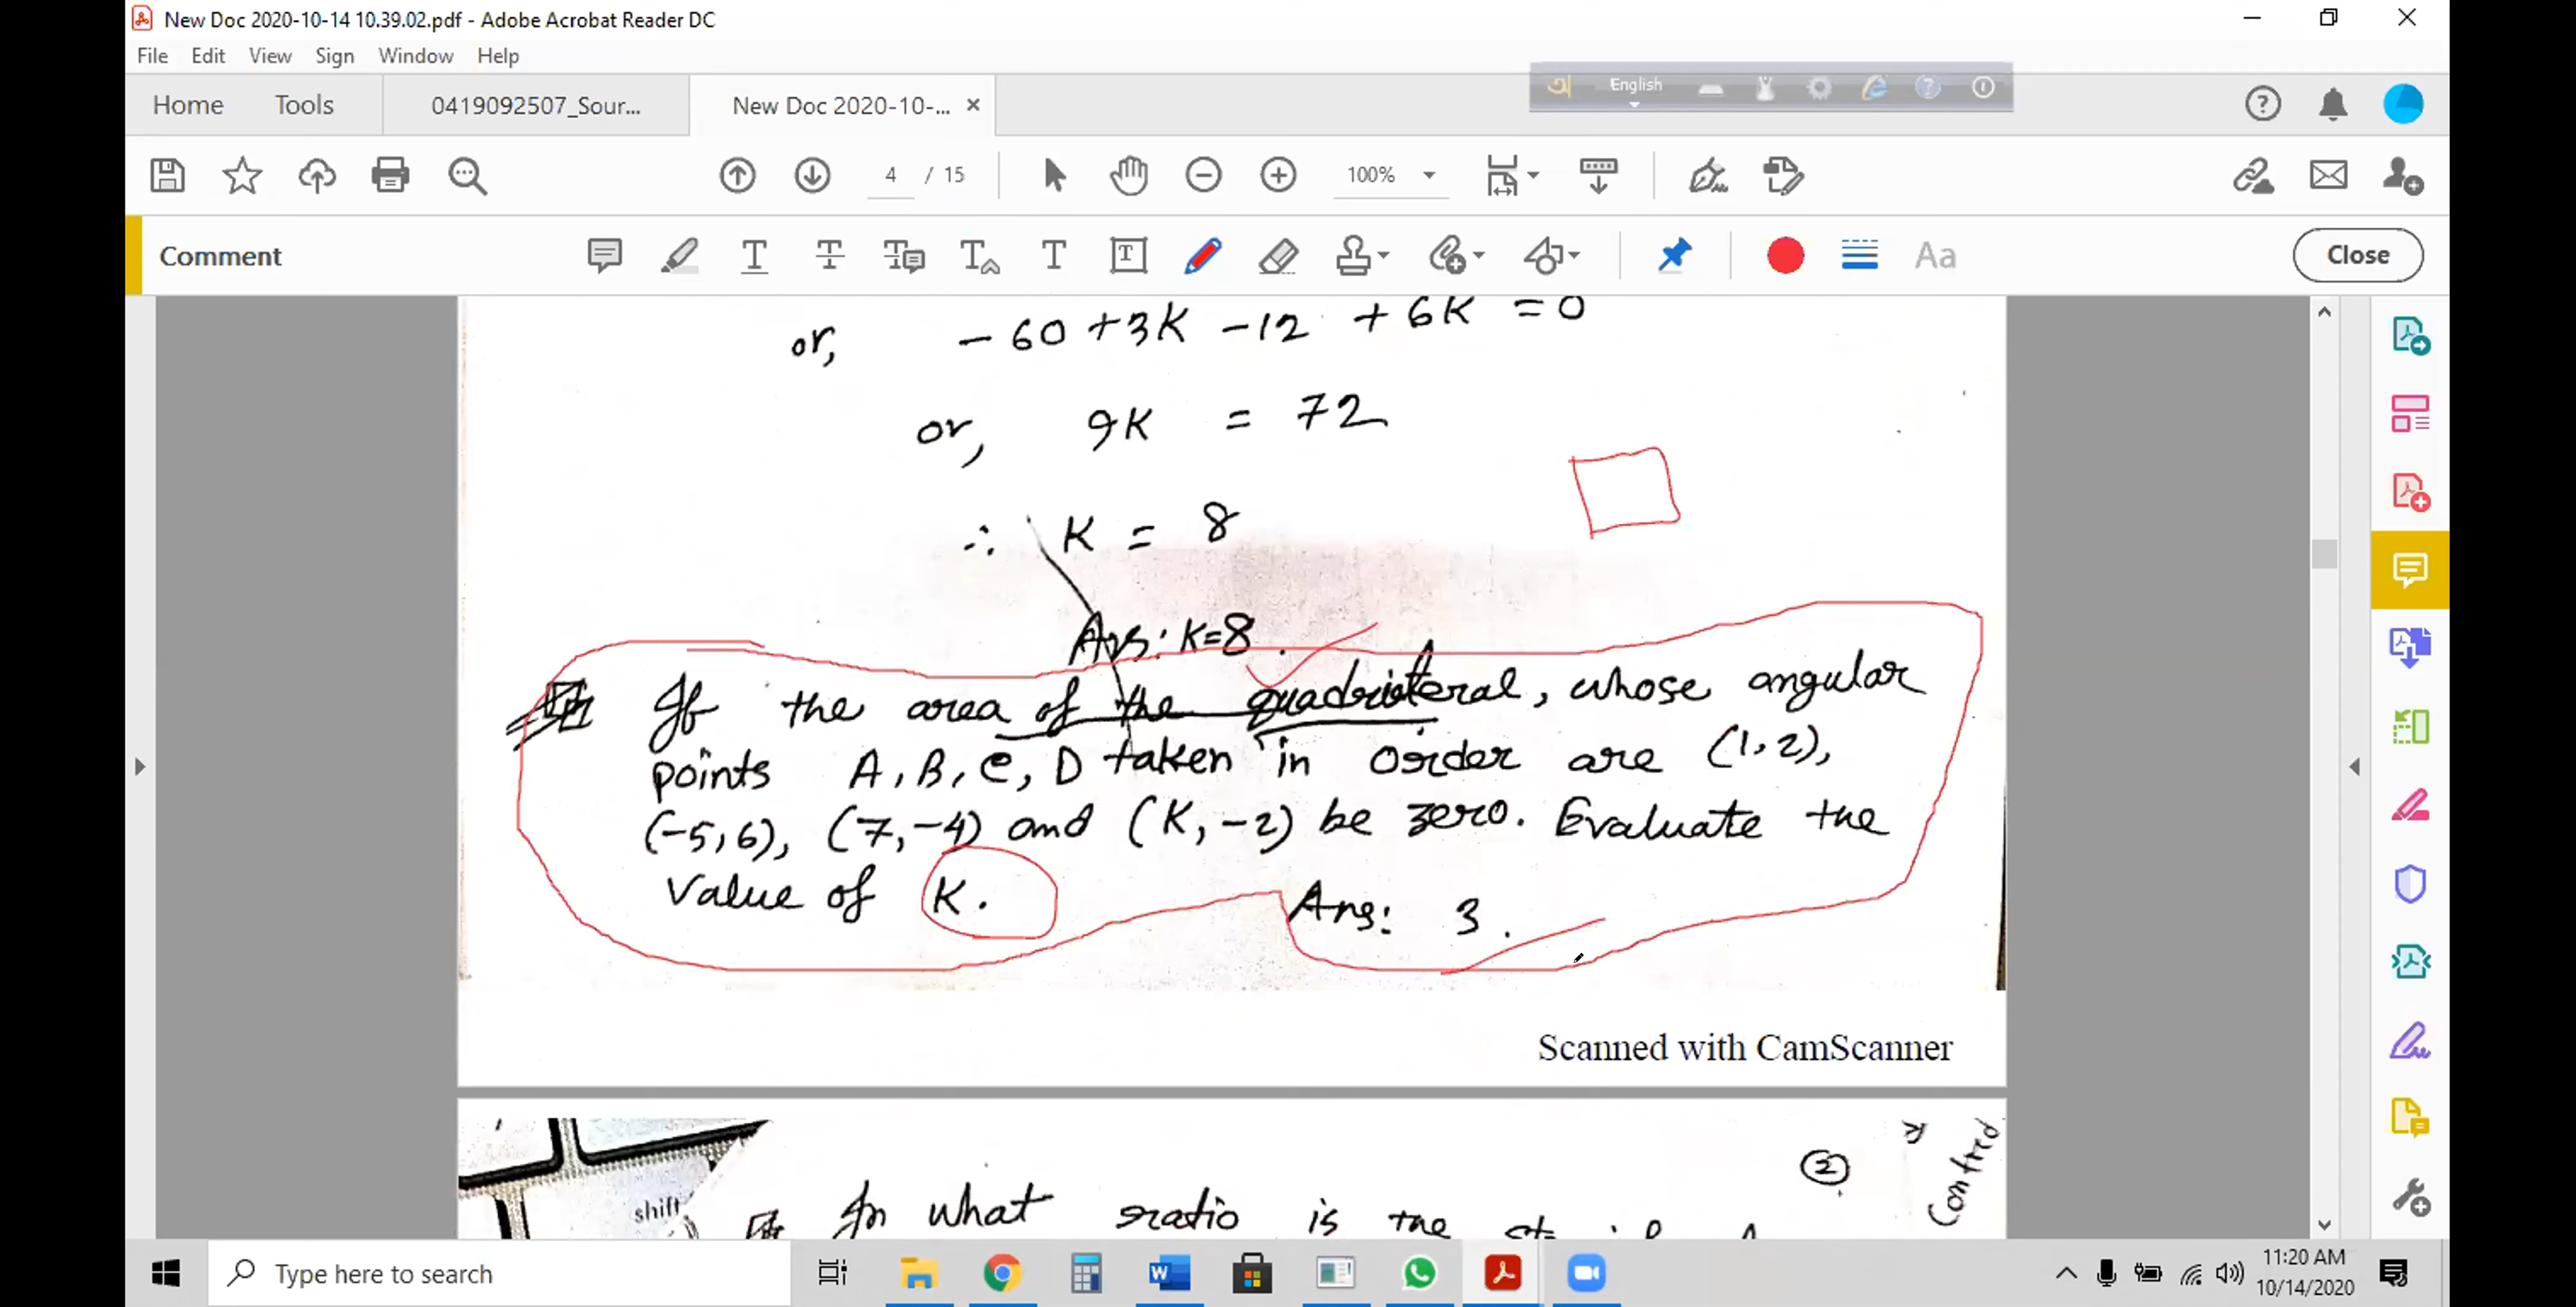 New Doc 2020-10-14 10.39.02.pdf - Adobe Acrobat Reader DC
File Edit View Sign Window Help
English
Home Tools 0419092507_Sour... New Doc 2020-10-...
4 / 15 100%
Comment Aa Close
or, - 60 +3K -12 + 6K = 0
or, 9K = 72
∴ K = 8
Ans: K=8.
If the area of the quadrilateral, whose angular
points A, B, C, D taken in order are (1, 2),
(-5, 6), (7, -4) and (K, -2) be zero. Evaluate the
value of K. Ans: 3.
Scanned with CamScanner
2
shift
In what ratio is the
Type here to search
11:20 AM
10/14/2020